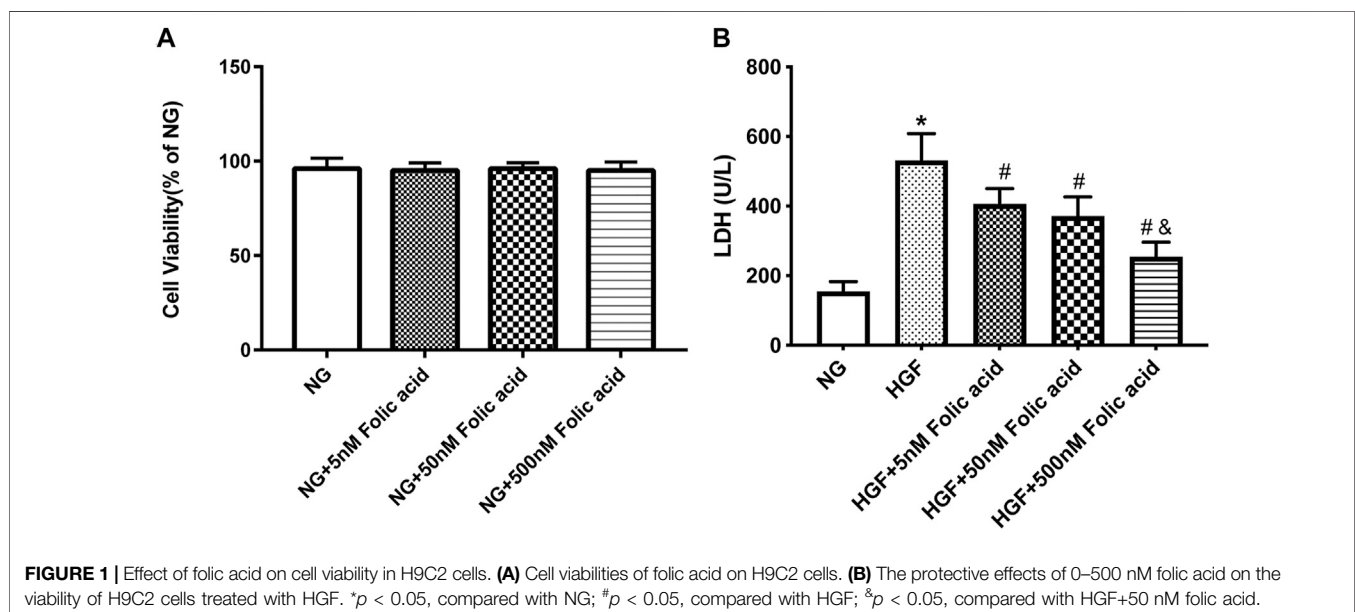 A
150
100
50
0
Cell Viability(% of NG)
NG
NG+5nM Folic acid
NG+50nM Folic acid
NG+500nM Folic acid
B
800
600
400
200
0
LDH (U/L)
*
#
#
# &
NG
HGF
HGF+5nM Folic acid
HGF+50nM Folic acid
HGF+500nM Folic acid
FIGURE 1 | Effect of folic acid on cell viability in H9C2 cells. (A) Cell viabilities of folic acid on H9C2 cells. (B) The protective effects of 0–500 nM folic acid on the
viability of H9C2 cells treated with HGF. *p < 0.05, compared with NG; #p < 0.05, compared with HGF; &p < 0.05, compared with HGF+50 nM folic acid.